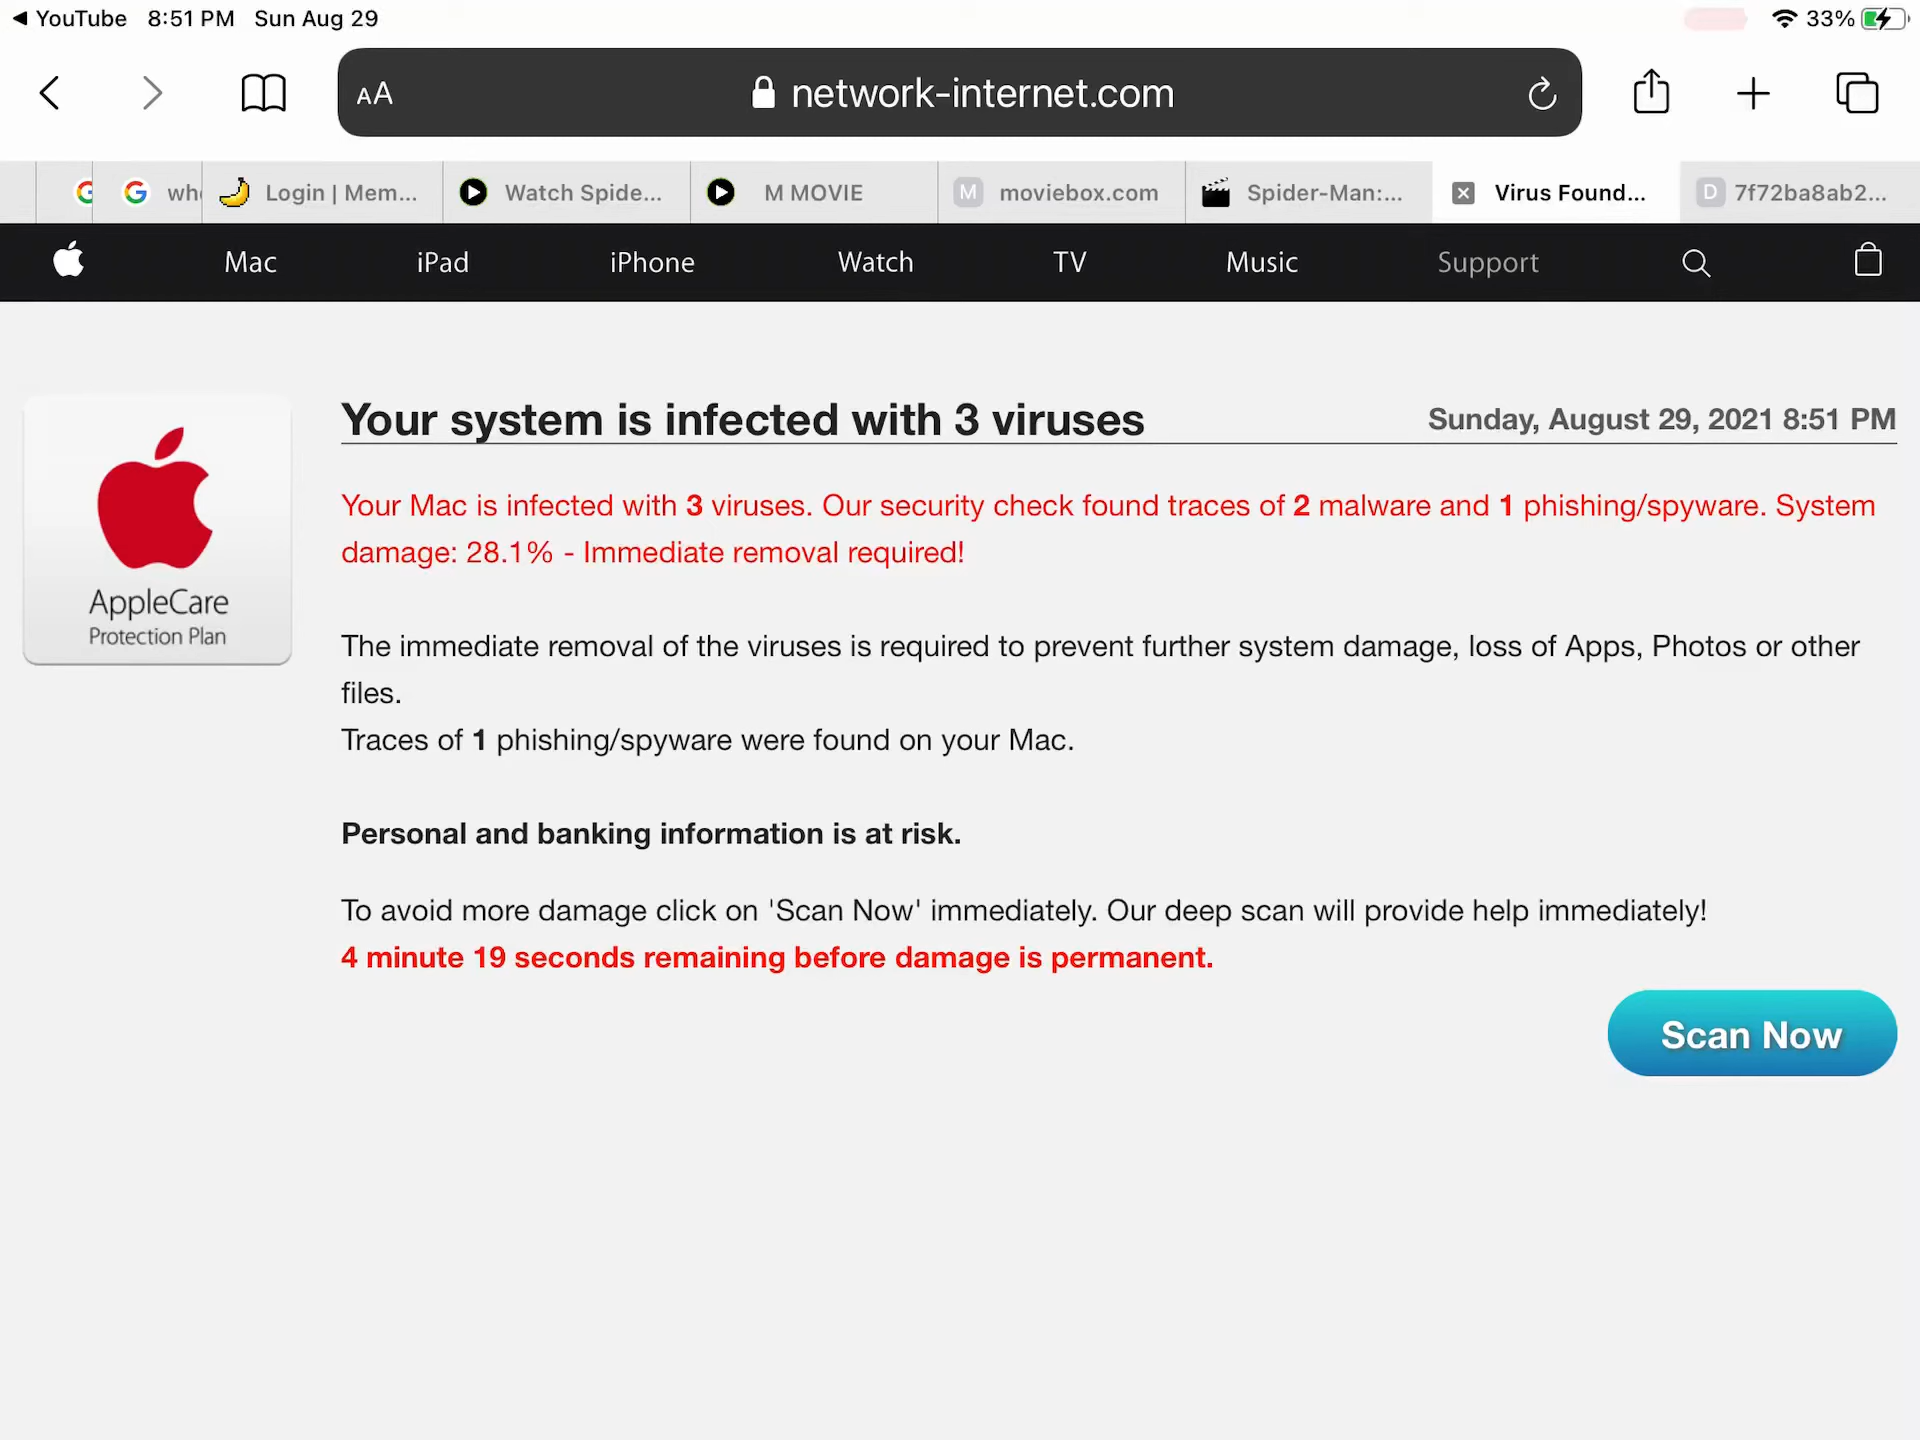 YouTube 8:51 PM Sun Aug 29 33%
AA network-internet.com
G G Login | Mem... Watch Spide... M MOVIE M moviebox.com Spider-Man:... Virus Found... D 7f72ba8ab2...
Mac iPad iPhone Watch TV Music Support
Your system is infected with 3 viruses Sunday, August 29, 2021 8:51 PM
Your Mac is infected with 3 viruses. Our security check found traces of 2 malware and 1 phishing/spyware. System
damage: 28.1% - Immediate removal required!
AppleCare
Protection Plan
The immediate removal of the viruses is required to prevent further system damage, loss of Apps, Photos or other
files.
Traces of 1 phishing/spyware were found on your Mac.
Personal and banking information is at risk.
To avoid more damage click on 'Scan Now' immediately. Our deep scan will provide help immediately!
4 minute 19 seconds remaining before damage is permanent.
Scan Now